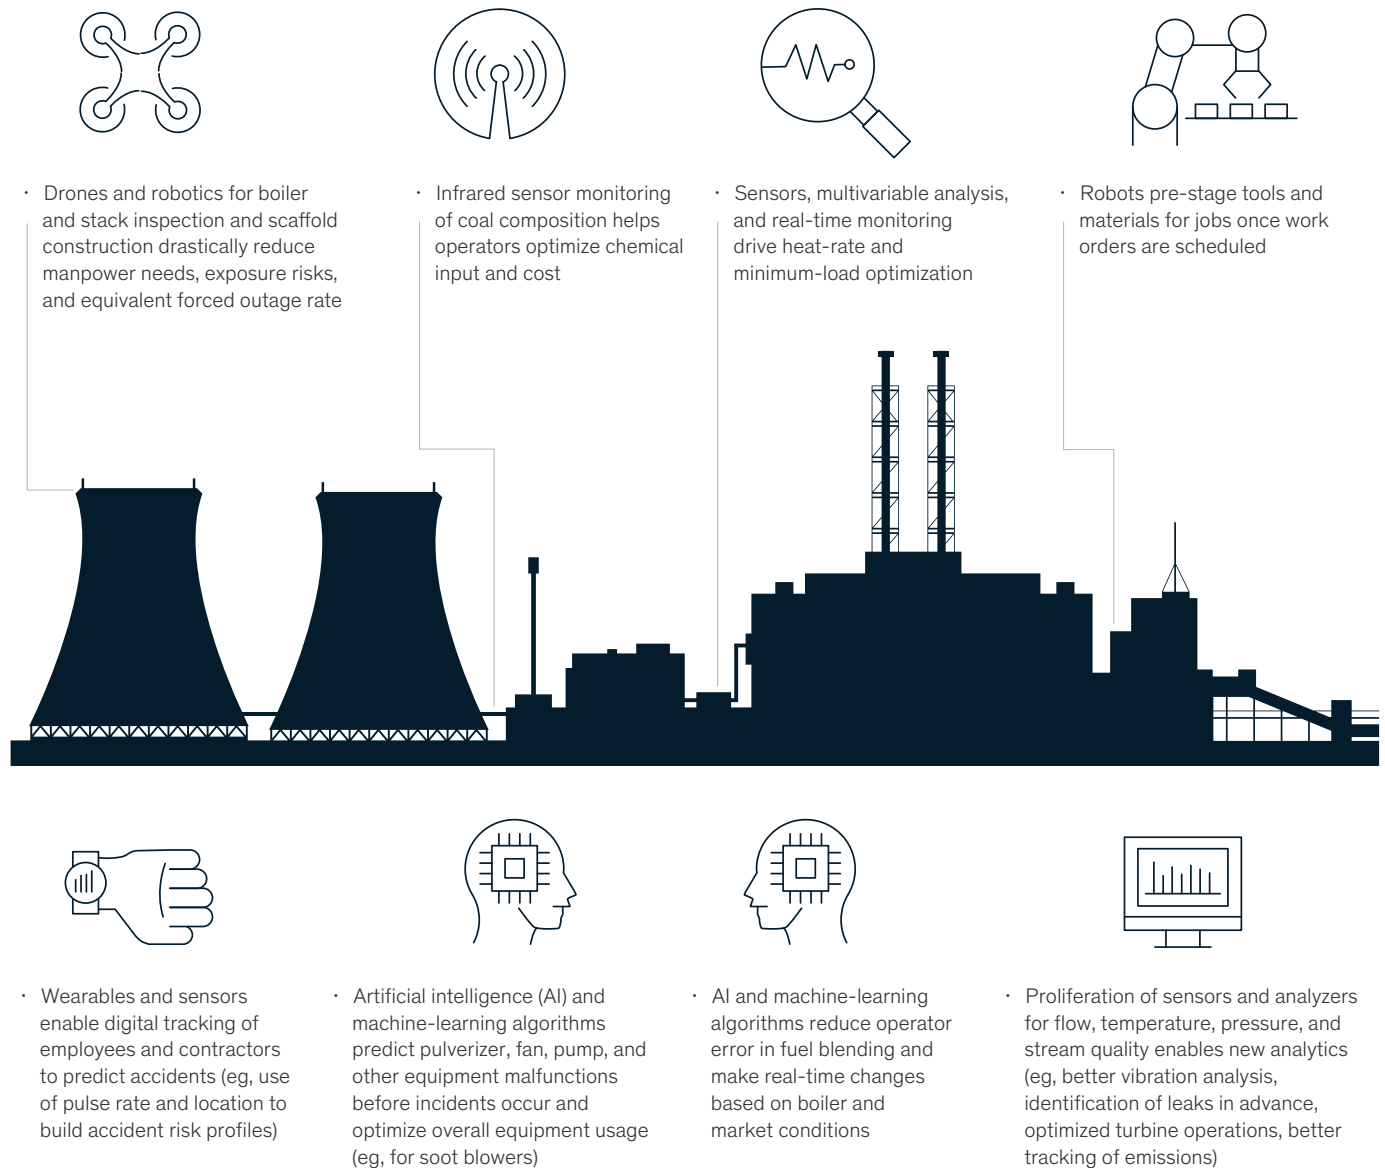 · Drones and robotics for boiler
and stack inspection and scaffold
construction drastically reduce
manpower needs, exposure risks,
and equivalent forced outage rate
· Infrared sensor monitoring
of coal composition helps
operators optimize chemical
input and cost
· Sensors, multivariable analysis,
and real-time monitoring
drive heat-rate and
minimum-load optimization
· Robots pre-stage tools and
materials for jobs once work
orders are scheduled
· Wearables and sensors
enable digital tracking of
employees and contractors
to predict accidents (eg, use
of pulse rate and location to
build accident risk profiles)
· Artificial intelligence (AI) and
machine-learning algorithms
predict pulverizer, fan, pump, and
other equipment malfunctions
before incidents occur and
optimize overall equipment usage
(eg, for soot blowers)
· AI and machine-learning
algorithms reduce operator
error in fuel blending and
make real-time changes
based on boiler and
market conditions
· Proliferation of sensors and analyzers
for flow, temperature, pressure, and
stream quality enables new analytics
(eg, better vibration analysis,
identification of leaks in advance,
optimized turbine operations, better
tracking of emissions)